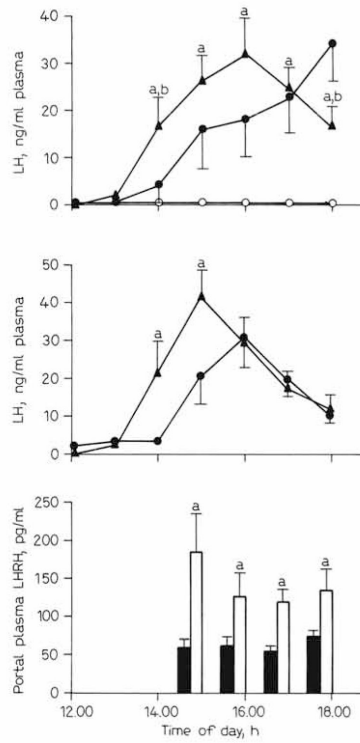 40
30
20
10
0
LH, ng/ml plasma
a,b
a
a
a
a,b
50
40
30
20
10
0
LH, ng/ml plasma
a
a
250
200
150
100
50
0
Portal plasma LHRH, pg/ml
a
a
a
a
12.00 14.00 16.00 18.00
Time of day, h